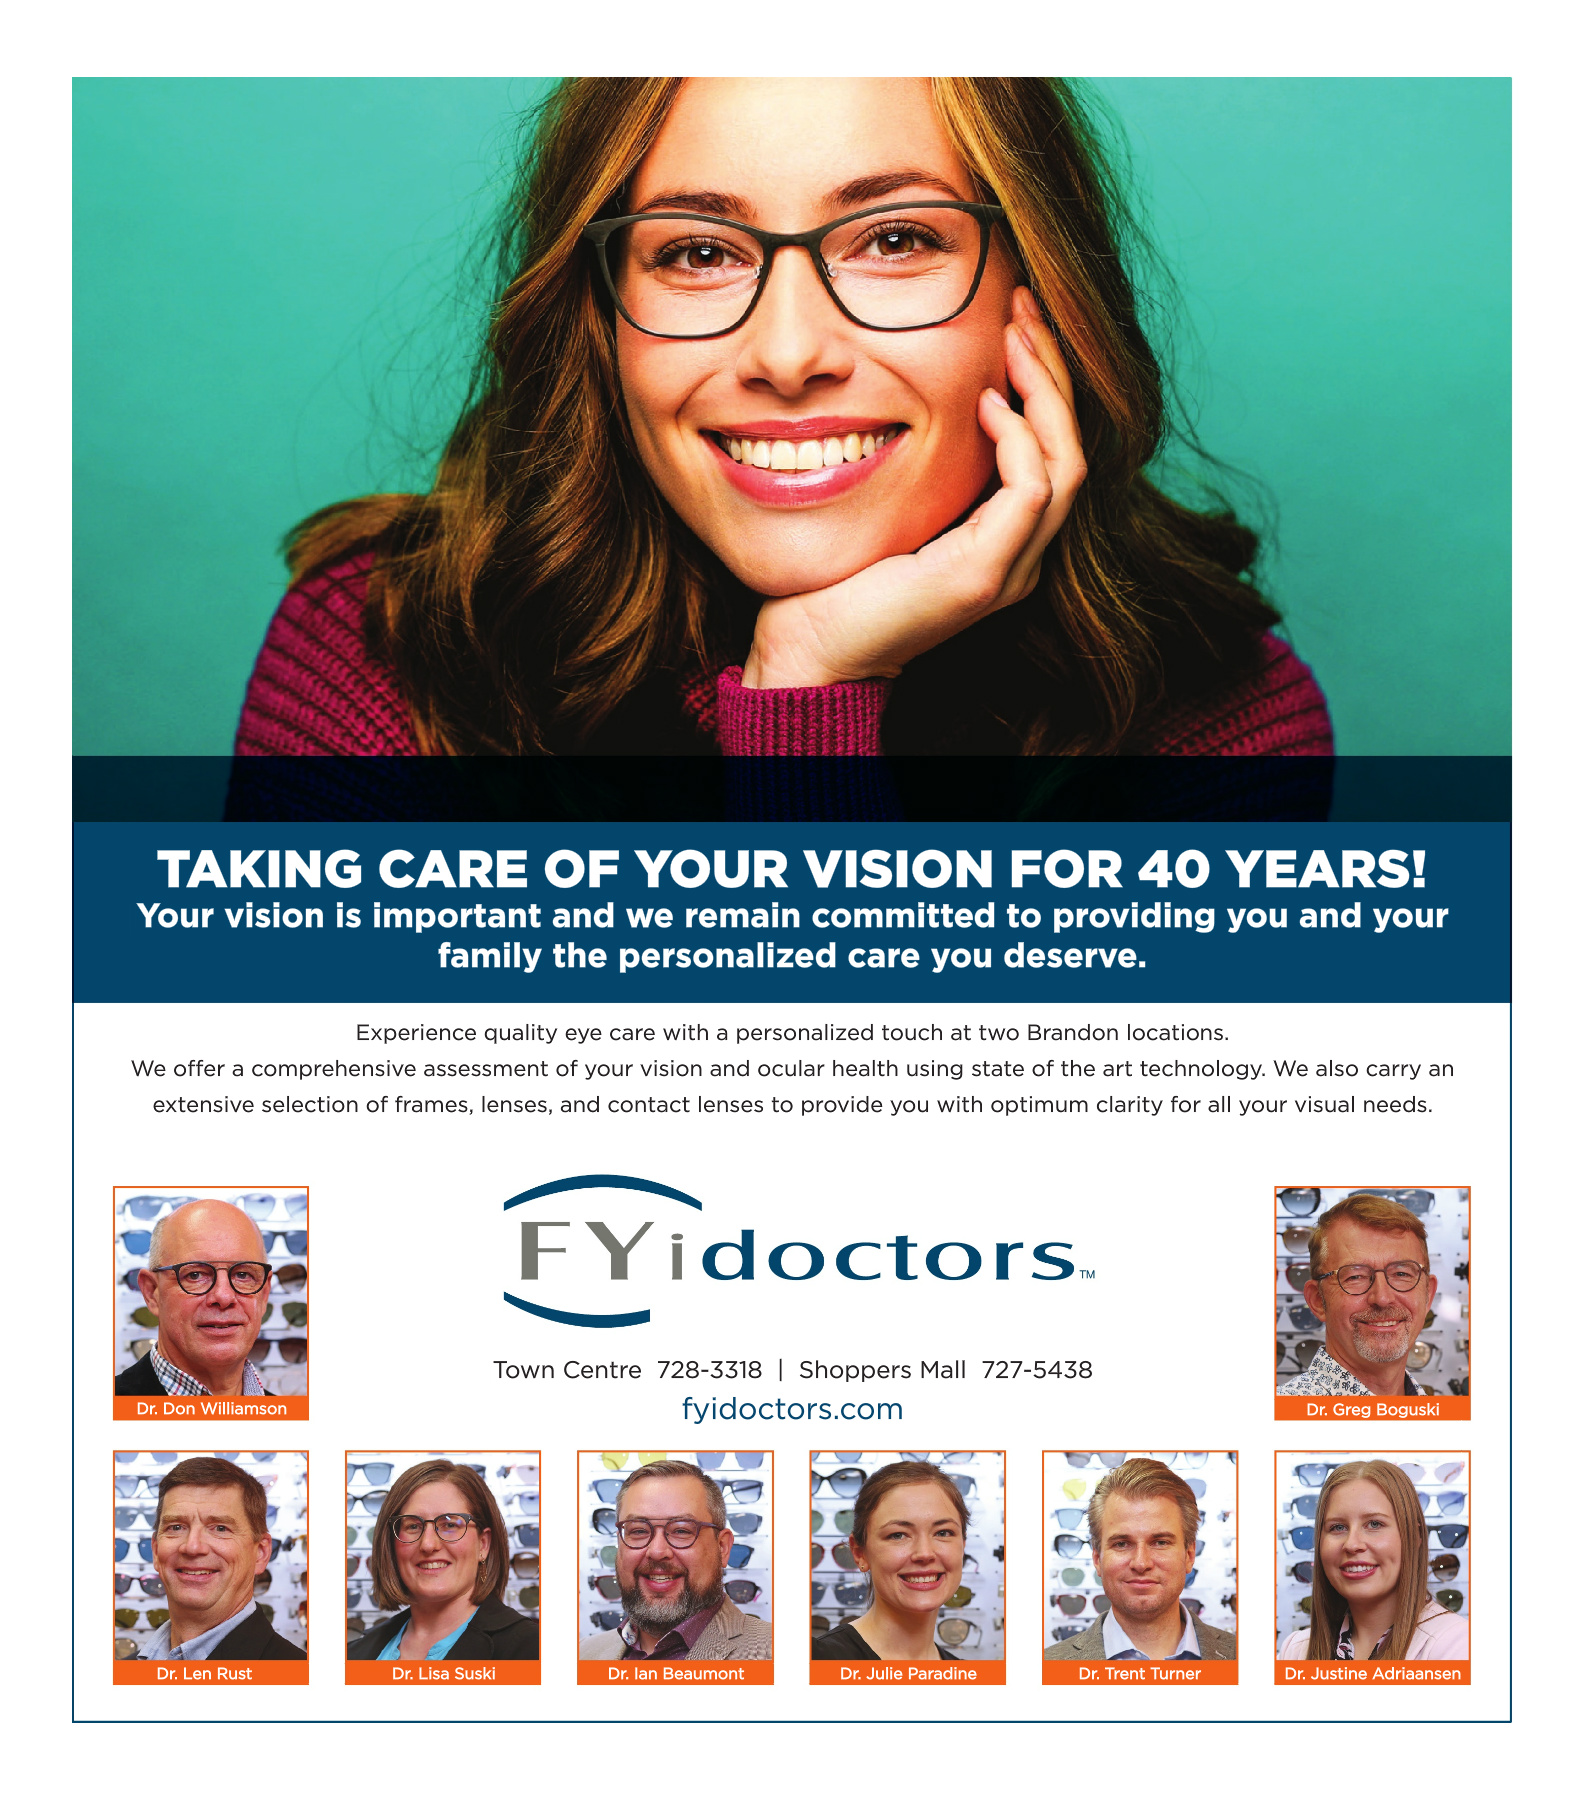 TAKING CARE OF YOUR VISION FOR 40 YEARS!
Your vision is important and we remain committed to providing you and your
family the personalized care you deserve.
Experience quality eye care with a personalized touch at two Brandon locations.
We offer a comprehensive assessment of your vision and ocular health using state of the art technology. We also carry an
extensive selection of frames, lenses, and contact lenses to provide you with optimum clarity for all your visual needs.
FYidoctors™
Town Centre 728-3318 | Shoppers Mall 727-5438
fyidoctors.com
Dr. Don Williamson
Dr. Greg Boguski
Dr. Len Rust
Dr. Lisa Suski
Dr. Ian Beaumont
Dr. Julie Paradine
Dr. Trent Turner
Dr. Justine Adriaansen